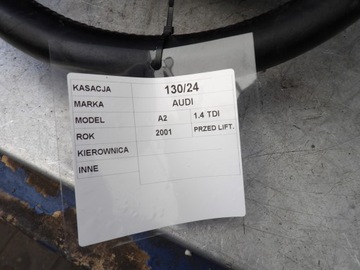 KASACJA 130/24
MARKA AUDI
MODEL A2 1.4 TDI
ROK 2001 PRZED LIFT.
KIEROWNICA
INNE